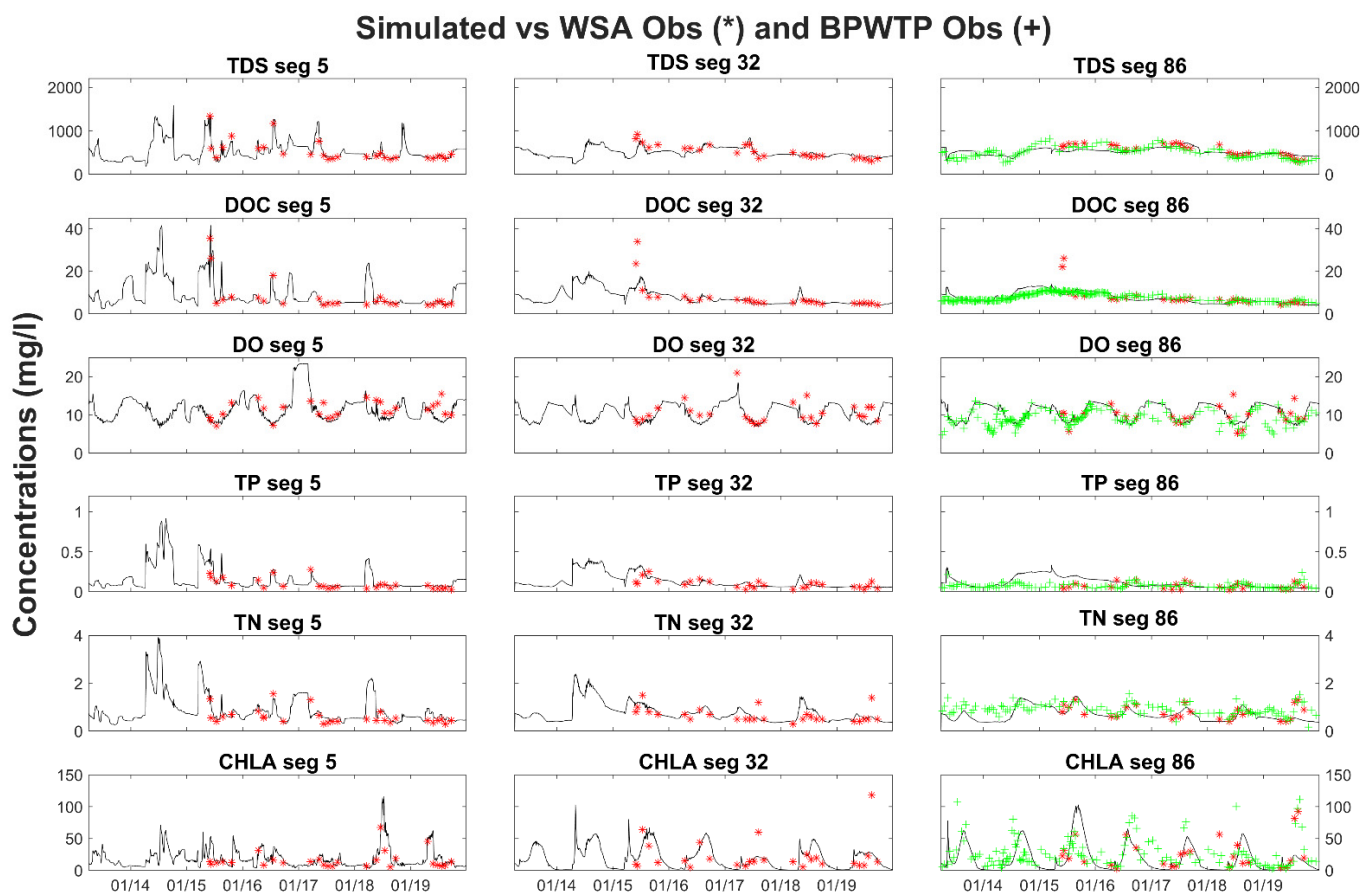 Simulated vs WSA Obs (*) and BPWTP Obs (+)
Concentrations (mg/l)
TDS seg 5
TDS seg 32
TDS seg 86
2000
1000
0
2000
1000
0
DOC seg 5
DOC seg 32
DOC seg 86
40
20
0
40
20
0
DO seg 5
DO seg 32
DO seg 86
20
10
0
20
10
0
TP seg 5
TP seg 32
TP seg 86
1
0.5
0
1
0.5
0
TN seg 5
TN seg 32
TN seg 86
4
2
0
4
2
0
CHLA seg 5
CHLA seg 32
CHLA seg 86
150
100
50
0
150
100
50
0
01/14 01/15 01/16 01/17 01/18 01/19
01/14 01/15 01/16 01/17 01/18 01/19
01/14 01/15 01/16 01/17 01/18 01/19